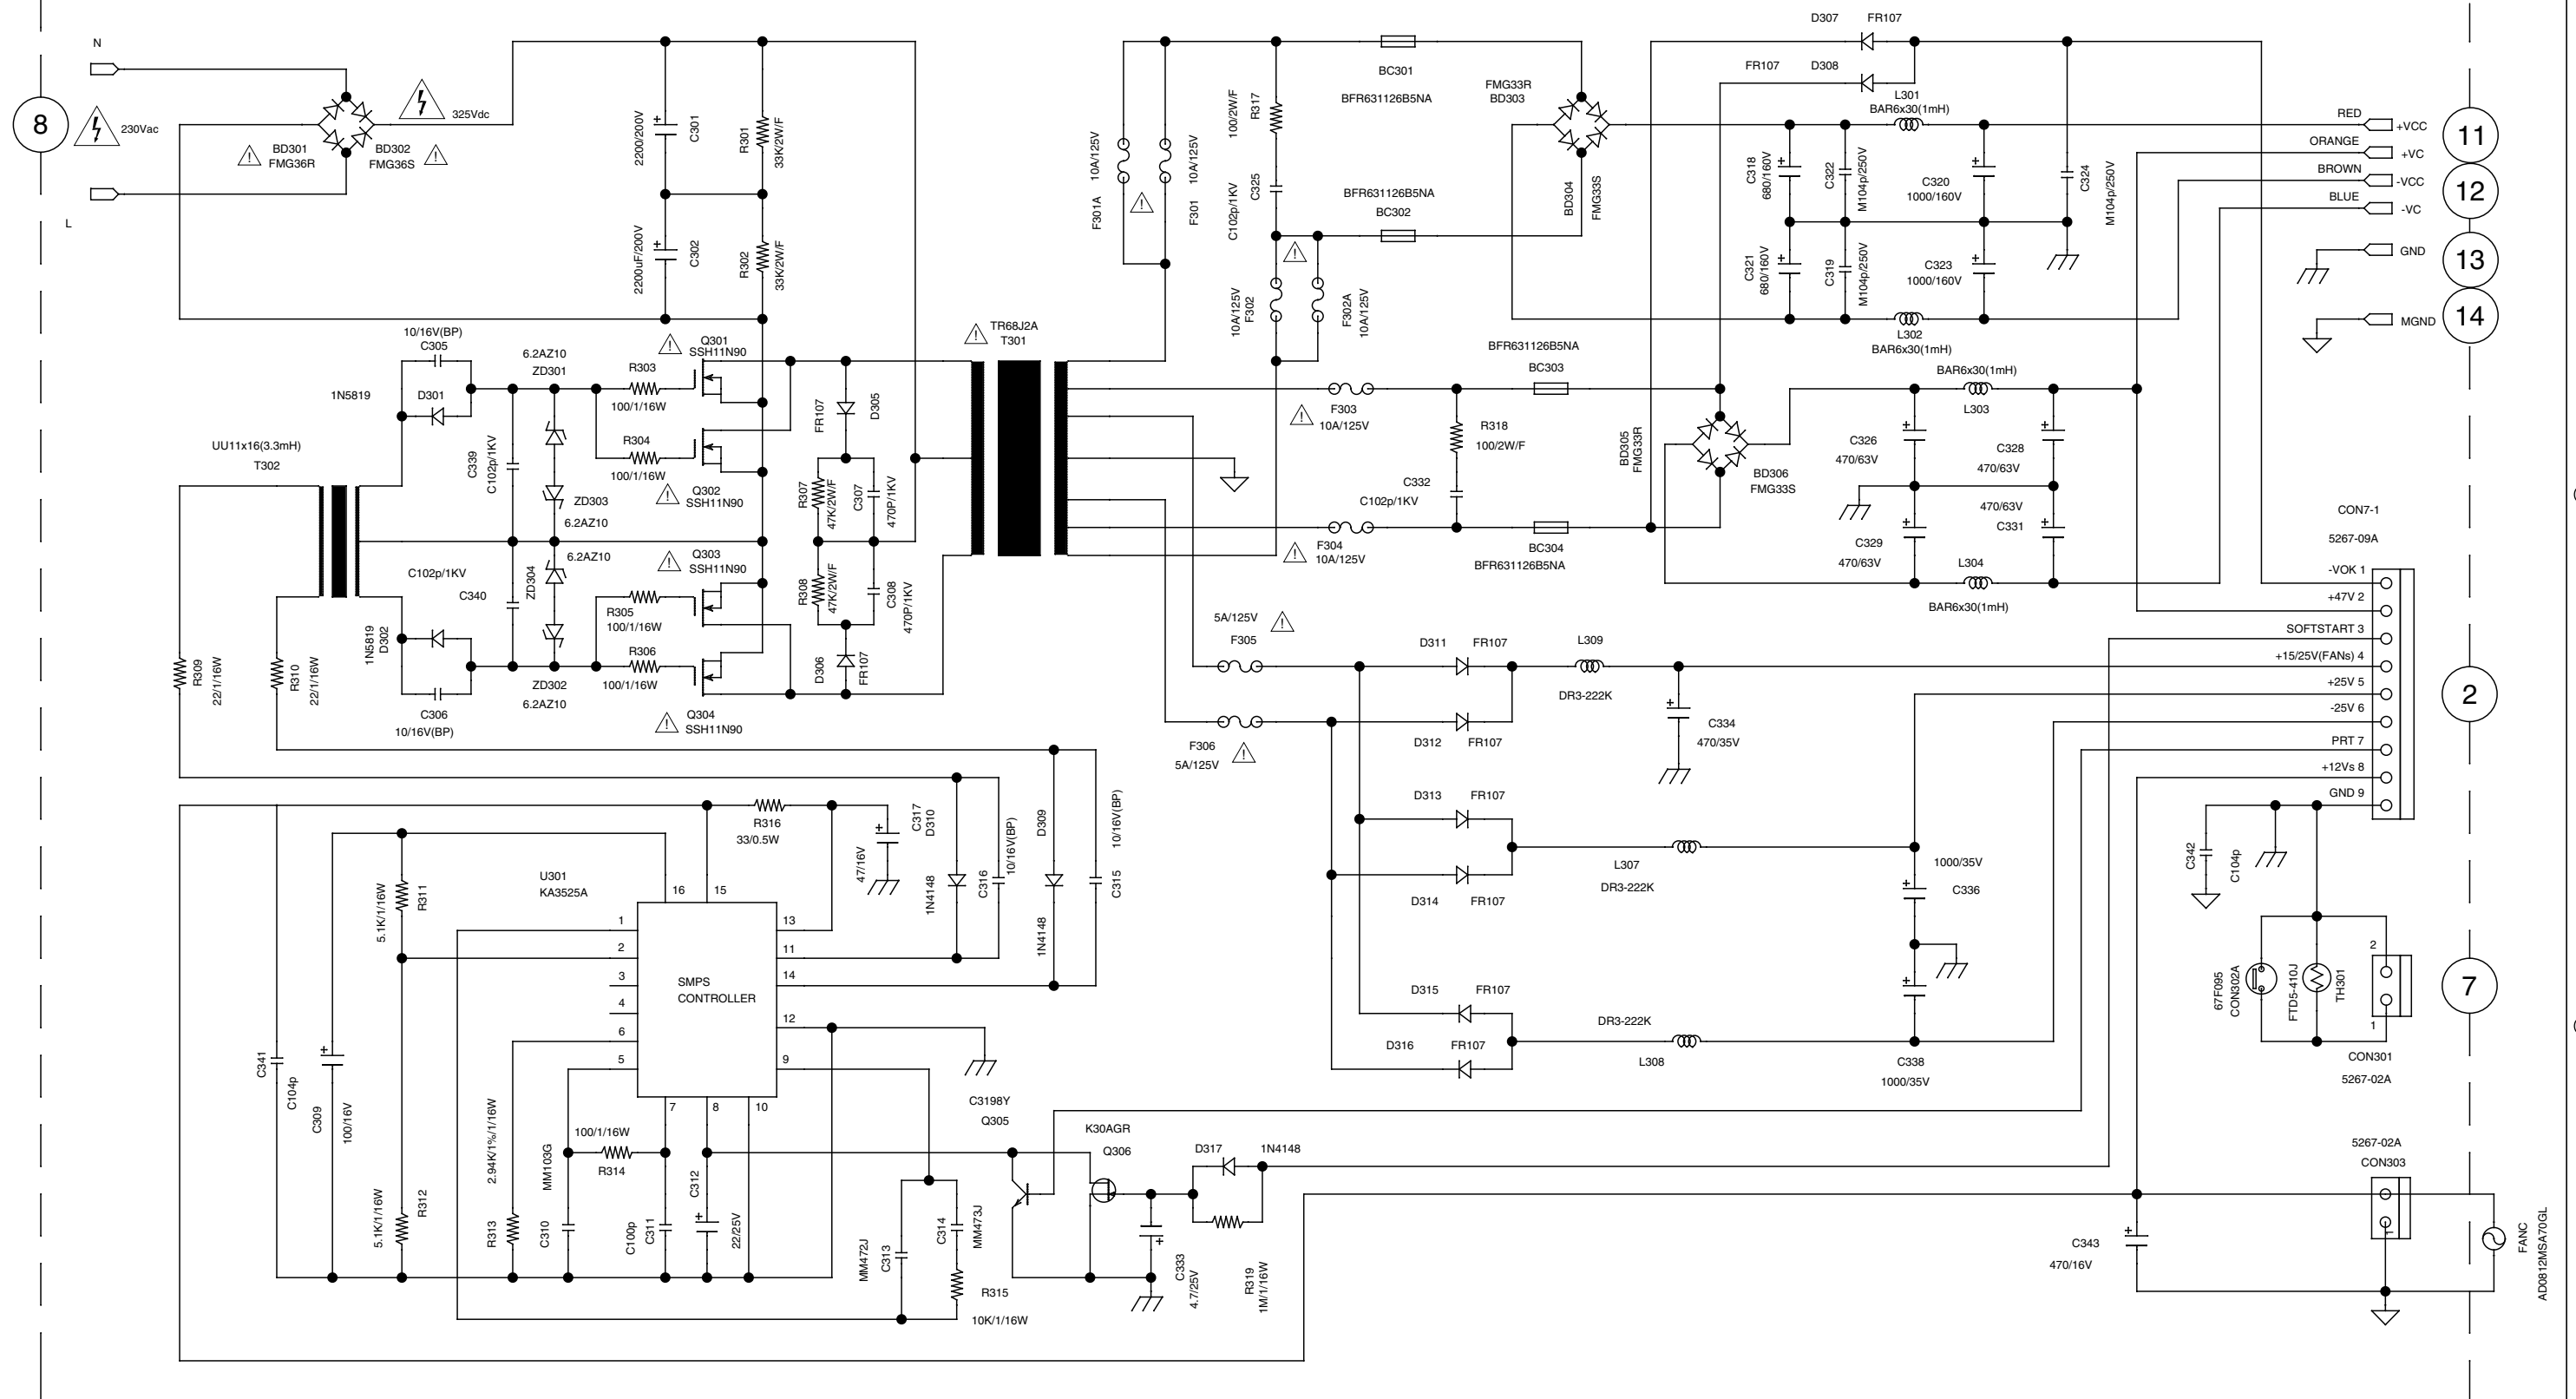 N
8
230Vac
L
BD301
FMG36R
BD302
FMG36S
325Vdc
2200/200V
C301
R301
33K/2W/F
2200uF/200V
C302
R302
33K/2W/F
10/16V(BP)
C305
6.2AZ10
ZD301
1N5819
D301
R303
100/1/16W
Q301
SSH11N90
R304
100/1/16W
Q302
SSH11N90
UU11x16(3.3mH)
T302
C339
C102p/1KV
ZD303
6.2AZ10
6.2AZ10
ZD304
C102p/1KV
C340
Q303
SSH11N90
R305
100/1/16W
R306
100/1/16W
Q304
SSH11N90
1N5819
D302
C306
10/16V(BP)
ZD302
6.2AZ10
R309
22/1/16W
R310
22/1/16W
FR107
D305
R307
47K/2W/F
C307
470P/1KV
R308
47K/2W/F
C308
470P/1KV
D306
FR107
TR68J2A
T301
F301A
10A/125V
F301
10A/125V
R317
100/2W/F
C325
C102p/1KV
BC301
BFR631126B5NA
BFR631126B5NA
BC302
10A/125V
F302
F302A
10A/125V
FMG33R
BD303
BD304
FMG33S
D307
FR107
FR107
D308
L301
BAR6x30(1mH)
C318
680/160V
C322
M104p/250V
C320
1000/160V
C324
M104p/250V
C321
680/160V
C319
M104p/250V
C323
1000/160V
L302
BAR6x30(1mH)
RED
+VCC
ORANGE
+VC
BROWN
-VCC
BLUE
-VC
GND
MGND
11
12
13
14
F303
10A/125V
F304
10A/125V
R318
100/2W/F
C332
C102p/1KV
BFR631126B5NA
BC303
BC304
BFR631126B5NA
BD305
FMG33R
BD306
FMG33S
BAR6x30(1mH)
L303
C326
470/63V
C328
470/63V
C329
470/63V
470/63V
C331
L304
BAR6x30(1mH)
CON7-1
5267-09A
-VOK 1
+47V 2
SOFTSTART 3
+15/25V(FANs) 4
+25V 5
-25V 6
PRT 7
+12Vs 8
GND 9
2
5A/125V
F305
F306
5A/125V
D311
FR107
L309
DR3-222K
D312
FR107
C334
470/35V
D313
FR107
L307
DR3-222K
D314
FR107
1000/35V
C336
D315
FR107
DR3-222K
L308
D316
FR107
C338
1000/35V
C342
C104p
67F095
CON302A
FTD5-410J
TH301
2
1
CON301
5267-02A
7
R316
33/0.5W
47/16V
C317
D310
1N4148
C316
10/16V(BP)
D309
1N4148
C315
10/16V(BP)
U301
KA3525A
SMPS
CONTROLLER
16
15
1
2
3
4
6
5
13
11
14
12
9
7
8
10
5.1K/1/16W
R311
C341
C104p
C309
100/16V
5.1K/1/16W
R312
2.94K/1%/1/16W
R313
MM103G
C310
100/1/16W
R314
C100p
C311
C312
22/25V
MM472J
C313
C314
MM473J
R315
10K/1/16W
C3198Y
Q305
K30AGR
Q306
D317
1N4148
C333
4.7/25V
R319
1M/1/16W
5267-02A
CON303
1
C343
470/16V
FANC
AD0812MSA70GL